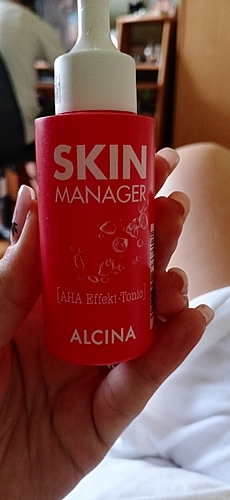 SKIN
MANAGER
[AHA Effekt-Tonic]
ALCINA